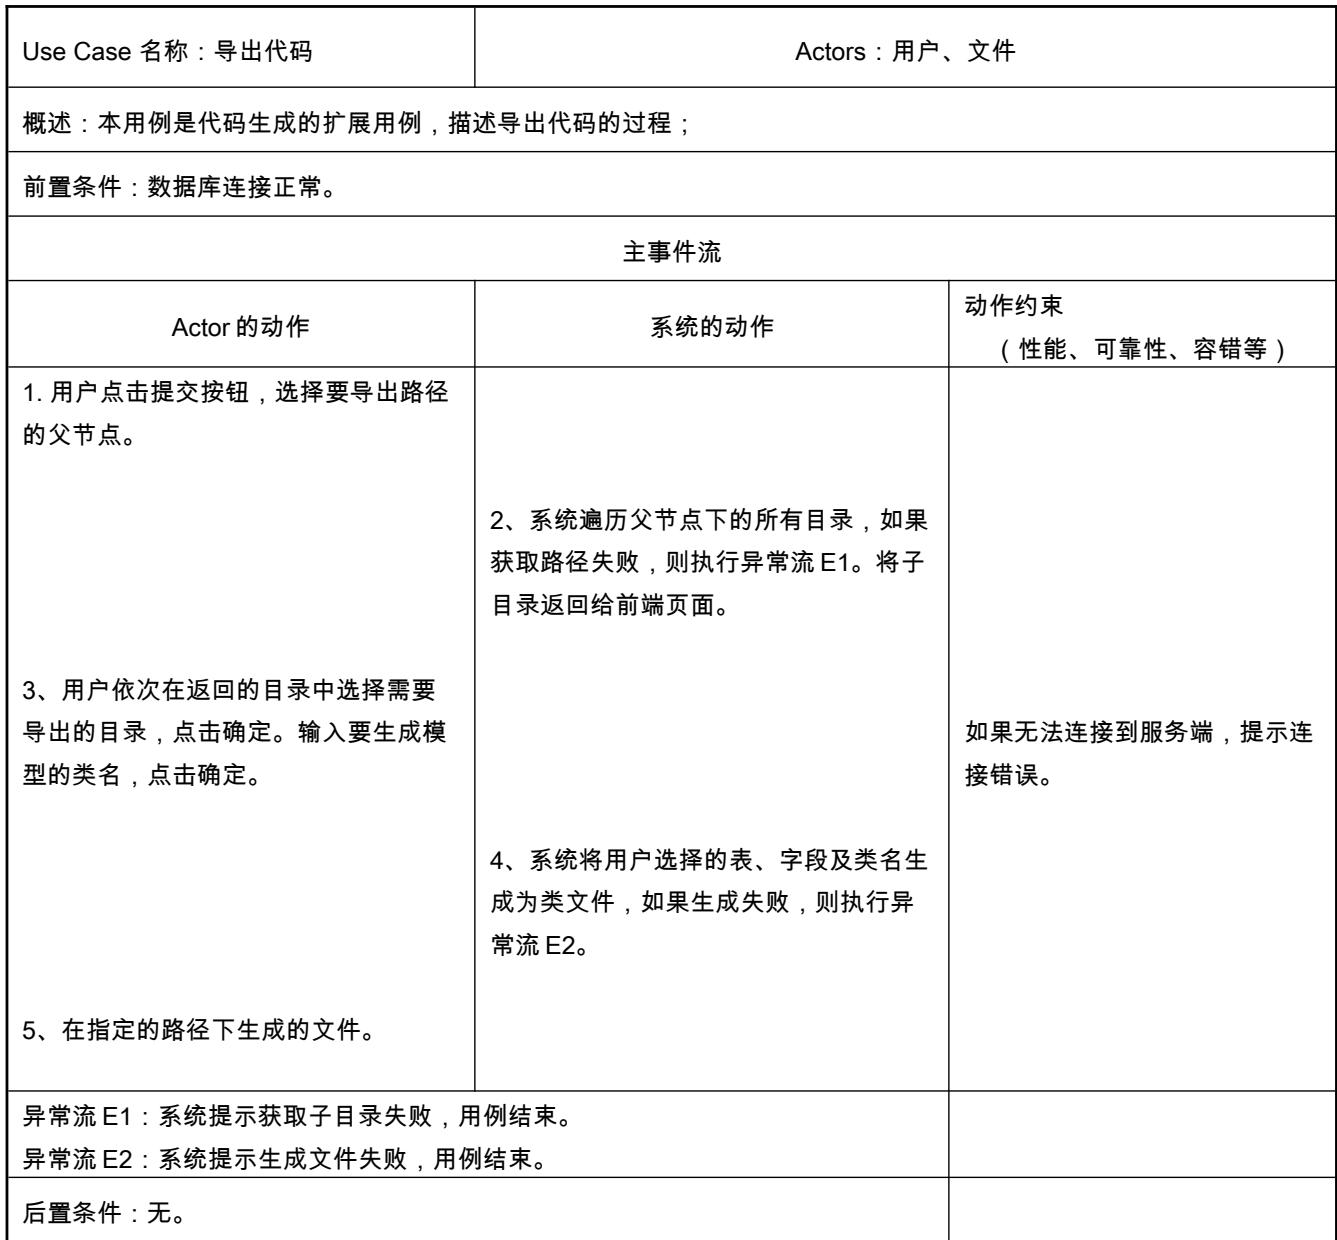 Use Case 名称：导出代码
Actors：用户、文件
概述：本用例是代码生成的扩展用例，描述导出代码的过程；
前置条件：数据库连接正常。
主事件流
Actor 的动作
系统的动作
动作约束
（性能、可靠性、容错等）
1. 用户点击提交按钮，选择要导出路径
的父节点。
2、系统遍历父节点下的所有目录，如果
获取路径失败，则执行异常流 E1。将子
目录返回给前端页面。
3、用户依次在返回的目录中选择需要
导出的目录，点击确定。输入要生成模
型的类名，点击确定。
如果无法连接到服务端，提示连
接错误。
4、系统将用户选择的表、字段及类名生
成为类文件，如果生成失败，则执行异
常流 E2。
5、在指定的路径下生成的文件。
异常流 E1：系统提示获取子目录失败，用例结束。
异常流 E2：系统提示生成文件失败，用例结束。
后置条件：无。